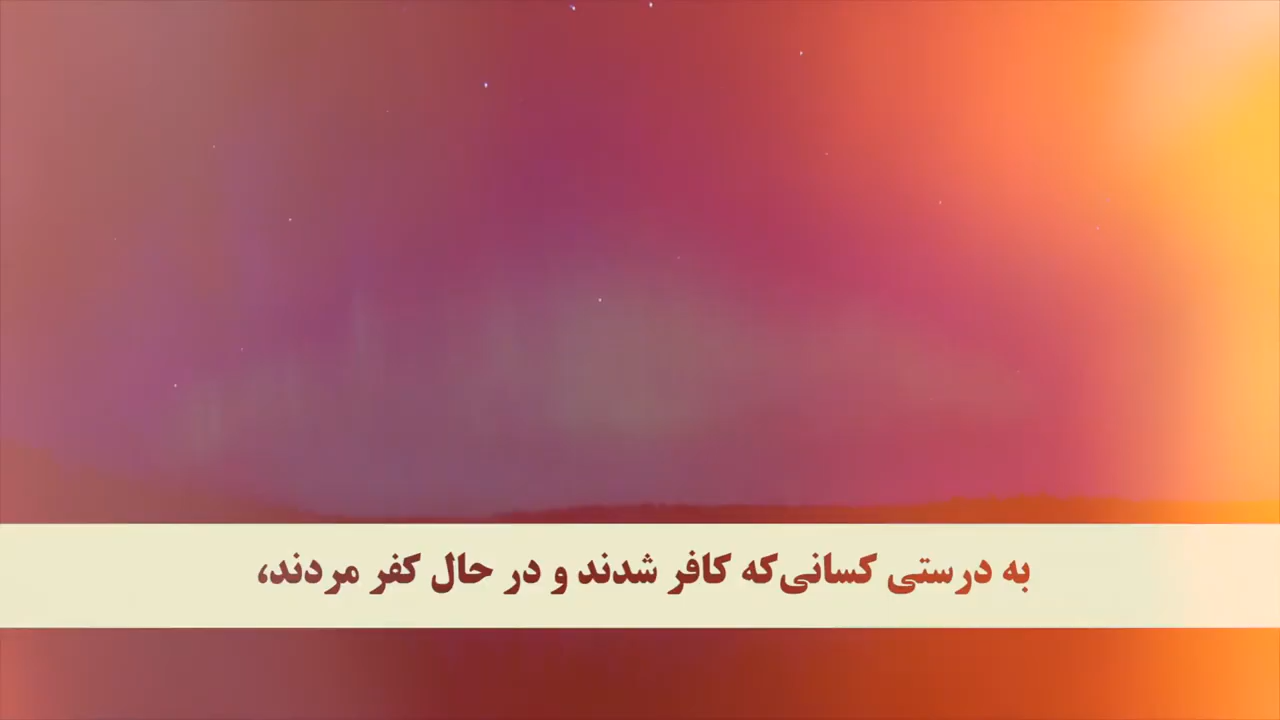 به درستی کسانی‌که کافر شدند و در حال کفر مردند،